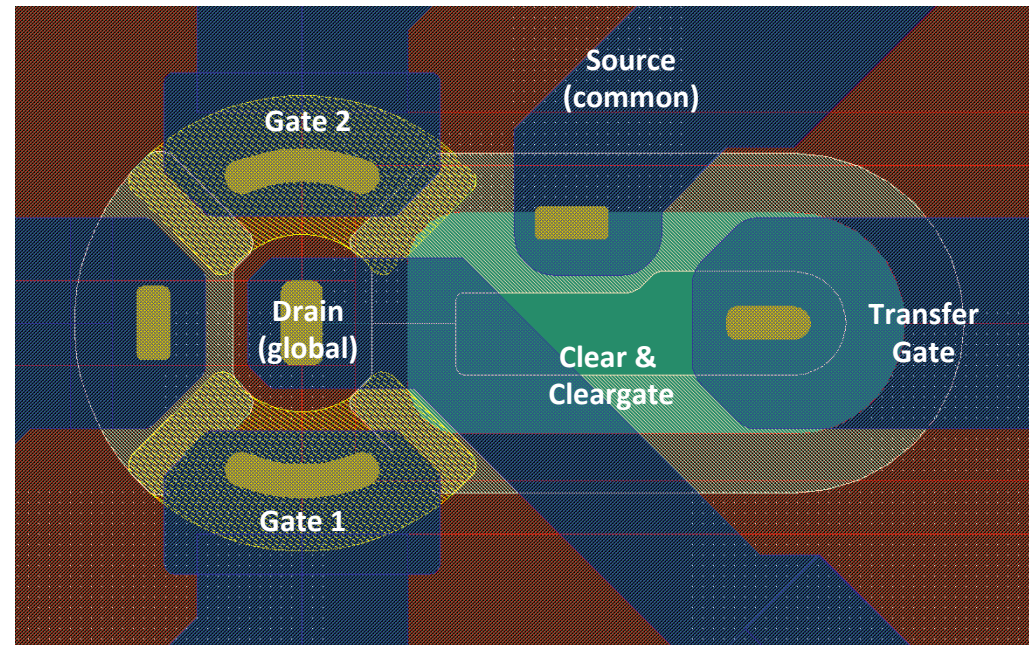 Source
(common)
Gate 2
Drain
(global)
Transfer
Gate
Clear &
Cleargate
Gate 1